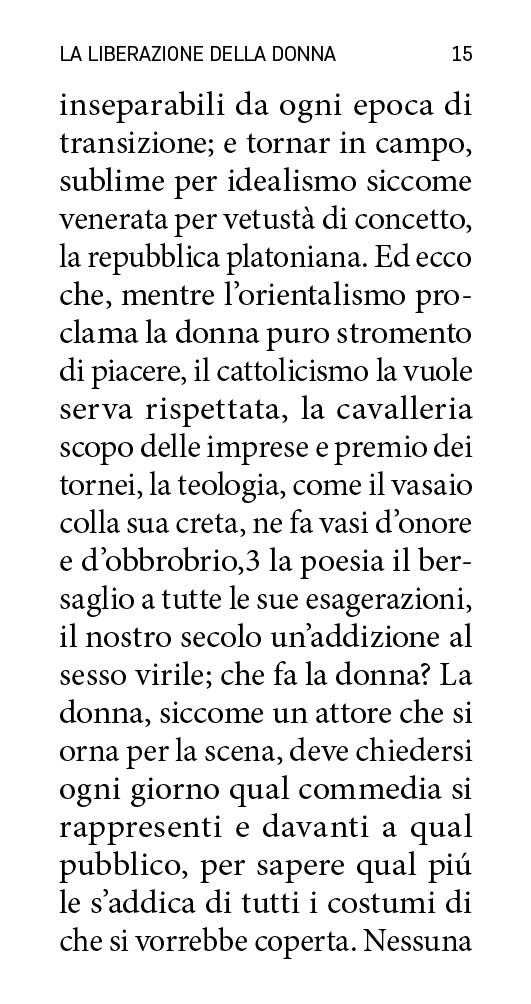 LA LIBERAZIONE DELLA DONNA 15
inseparabili da ogni epoca di
transizione; e tornar in campo,
sublime per idealismo siccome
venerata per vetustà di concetto,
la repubblica platoniana. Ed ecco
che, mentre l’orientalismo pro-
clama la donna puro stromento
di piacere, il cattolicismo la vuole
serva rispettata, la cavalleria
scopo delle imprese e premio dei
tornei, la teologia, come il vasaio
colla sua creta, ne fa vasi d’onore
e d’obbrobrio,3 la poesia il ber-
saglio a tutte le sue esagerazioni,
il nostro secolo un’addizione al
sesso virile; che fa la donna? La
donna, siccome un attore che si
orna per la scena, deve chiedersi
ogni giorno qual commedia si
rappresenti e davanti a qual
pubblico, per sapere qual piú
le s’addica di tutti i costumi di
che si vorrebbe coperta. Nessuna